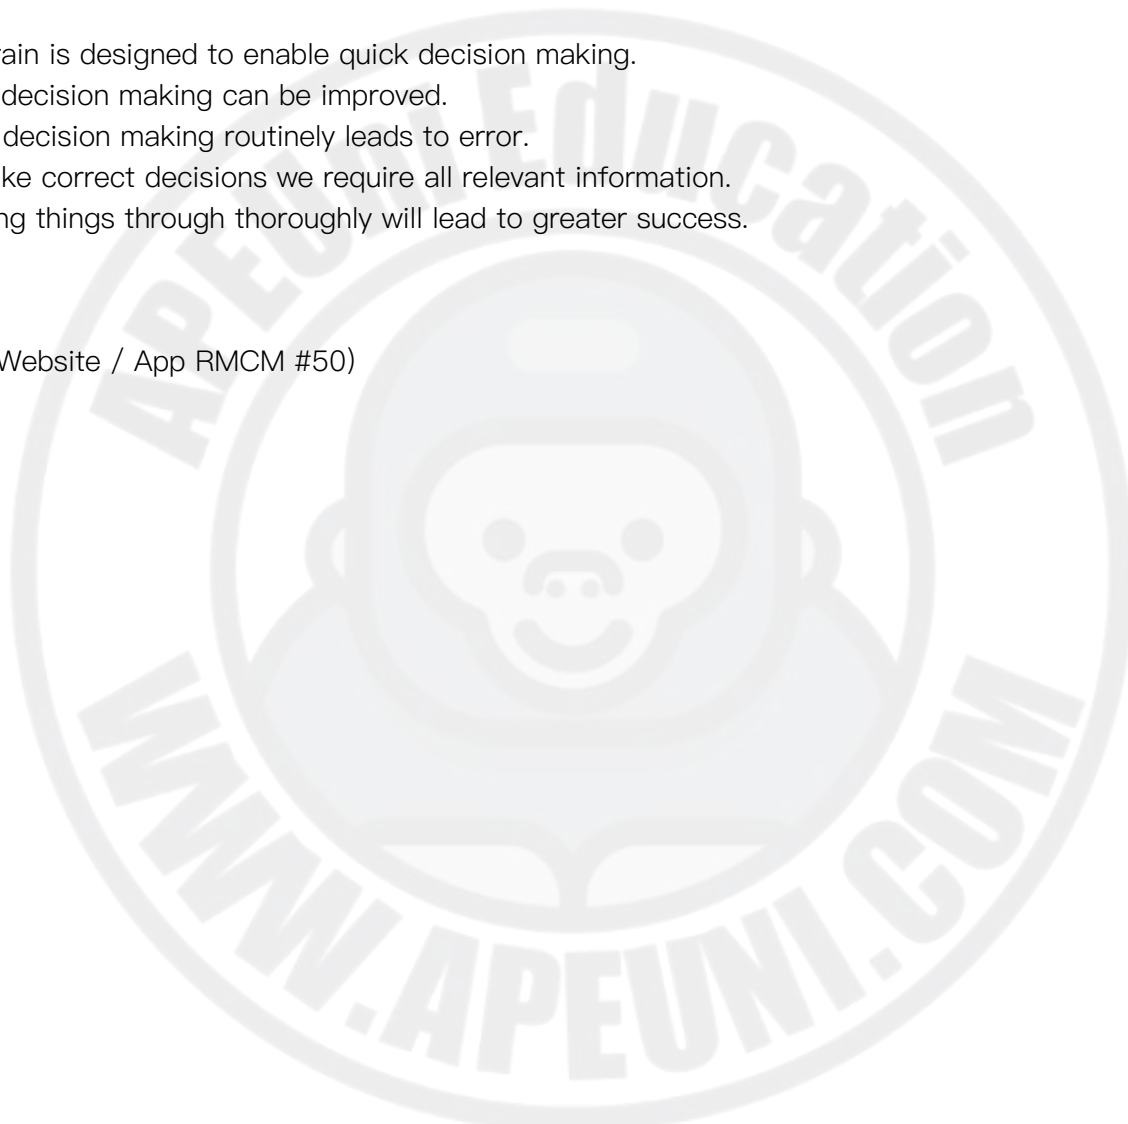 rain is designed to enable quick decision making.
decision making can be improved.
decision making routinely leads to error.
ke correct decisions we require all relevant information.
ng things through thoroughly will lead to greater success.
Website / App RMCM #50)
APEUNI Education
WWW.APEUNI.COM